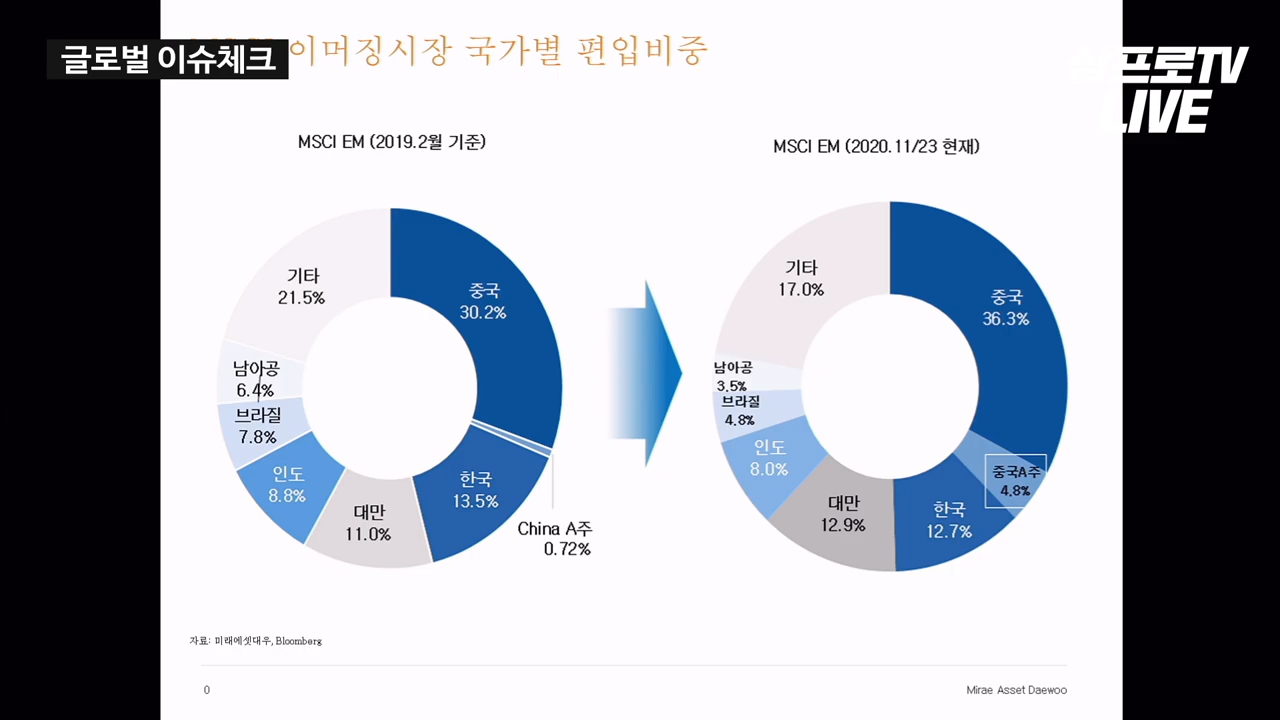 글로벌 이슈체크
이머징시장 국가별 편입비중
프로TV
LIVE
MSCI EM (2019.2월 기준)
기타
21.5%
중국
30.2%
남아공
6.4%
브라질
7.8%
인도
8.8%
대만
11.0%
한국
13.5%
China A주
0.72%
MSCI EM (2020.11/23 현재)
기타
17.0%
중국
36.3%
남아공
3.5%
브라질
4.8%
인도
8.0%
대만
12.9%
한국
12.7%
중국A주
4.8%
자료: 미래에셋대우, Bloomberg
0
Mirae Asset Daewoo